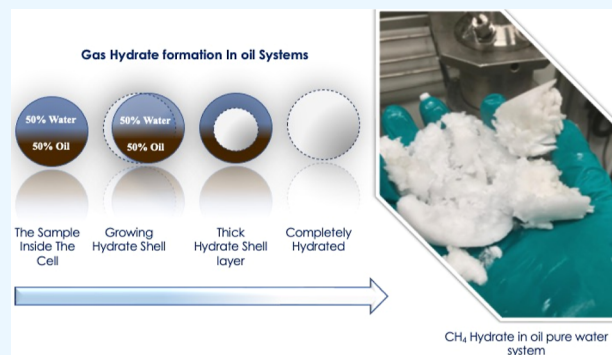 Gas Hydrate formation In oil Systems
50% Water
50% Oil
50% Water
50% Oil
The Sample
Inside The
Cell
Growing
Hydrate Shell
Thick
Hydrate Shell
layer
Completely
Hydrated
CH₄ Hydrate in oil pure water
system